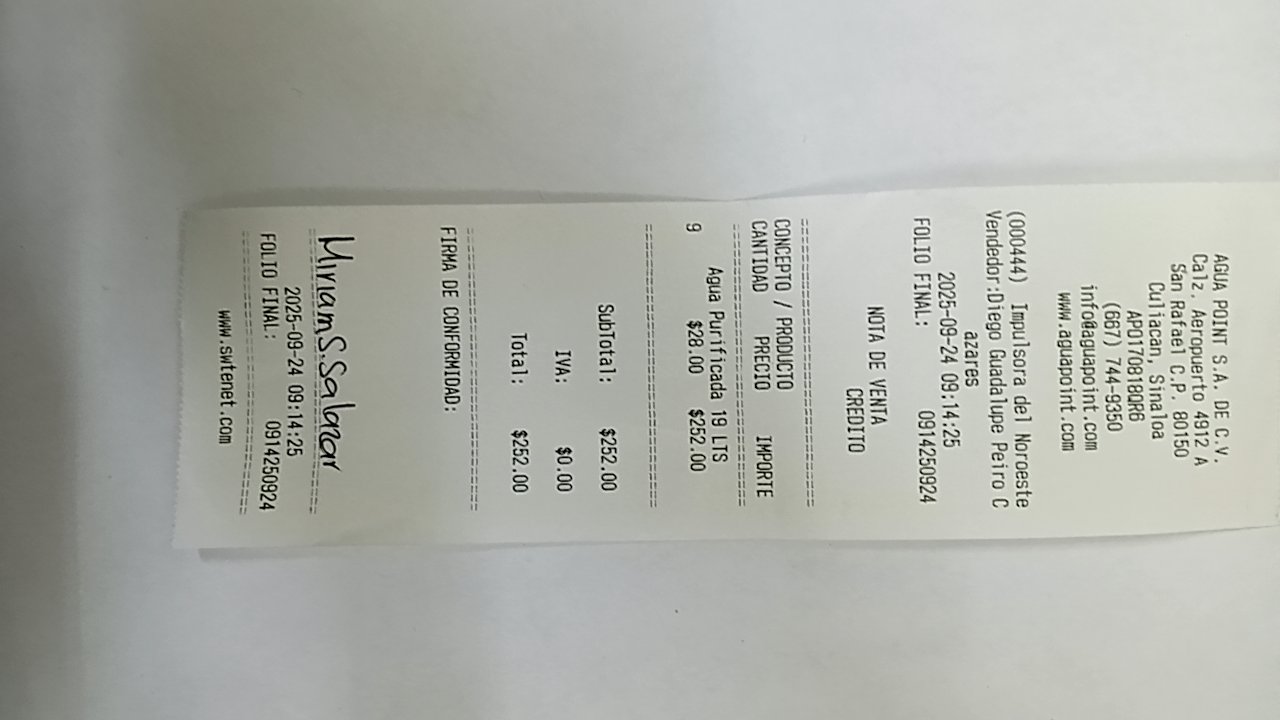 AGUA POINT S.A. DE C.V.
Calz. Aeropuerto 4912 A
San Rafael C.P. 80150
Culiacan, Sinaloa
APO170818QR6
(667) 744-9350
info@aguapoint.com
www.aguapoint.com
(000444) Impulsora del Noroeste
Vendedor:Diego Guadalupe Peiro C
azares
2025-09-24 09:14:25
FOLIO FINAL: 0914250924
NOTA DE VENTA
CREDITO
CONCEPTO / PRODUCTO
CANTIDAD PRECIO IMPORTE
Agua Purificada 19 LTS
9 $28.00 $252.00
SubTotal: $252.00
IVA: $0.00
Total: $252.00
FIRMA DE CONFORMIDAD:
Miriam S. Salazar
2025-09-24 09:14:25
FOLIO FINAL: 0914250924
www.swtenet.com